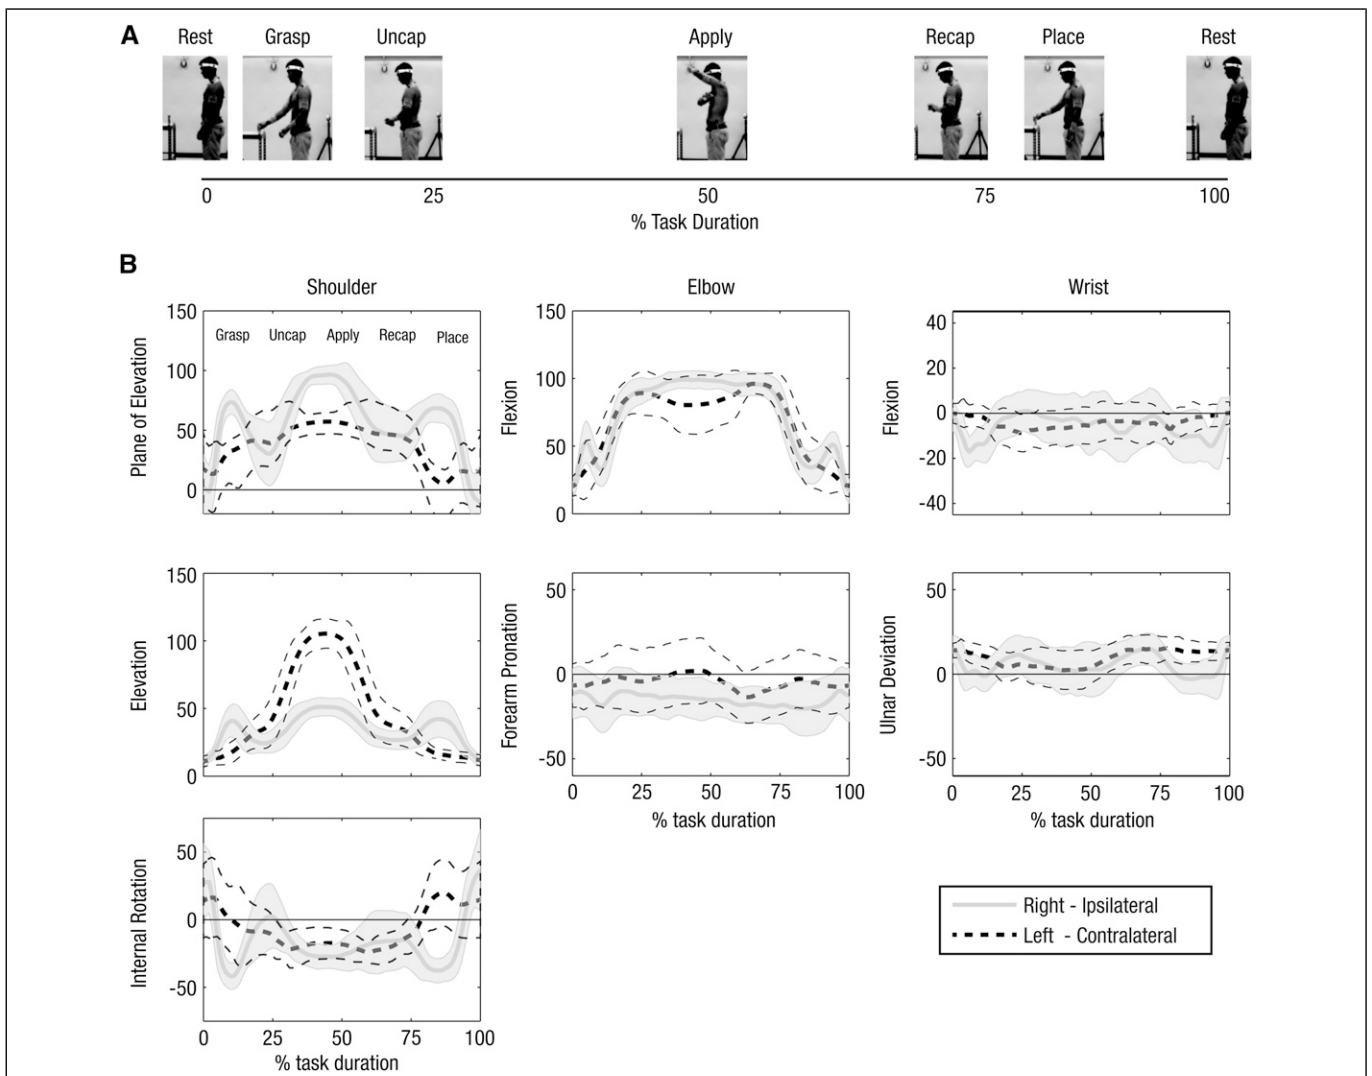 A
Rest Grasp Uncap Apply Recap Place Rest
0 25 50 75 100
% Task Duration
B
Shoulder Elbow Wrist
150
100
50
0
Plane of Elevation
Grasp Uncap Apply Recap Place
150
100
50
0
Flexion
40
20
0
-20
-40
Flexion
150
100
50
0
Elevation
50
0
-50
Forearm Pronation
0 25 50 75 100
% task duration
50
0
-50
Ulnar Deviation
0 25 50 75 100
% task duration
50
0
-50
Internal Rotation
0 25 50 75 100
% task duration
Right - Ipsilateral
Left - Contralateral